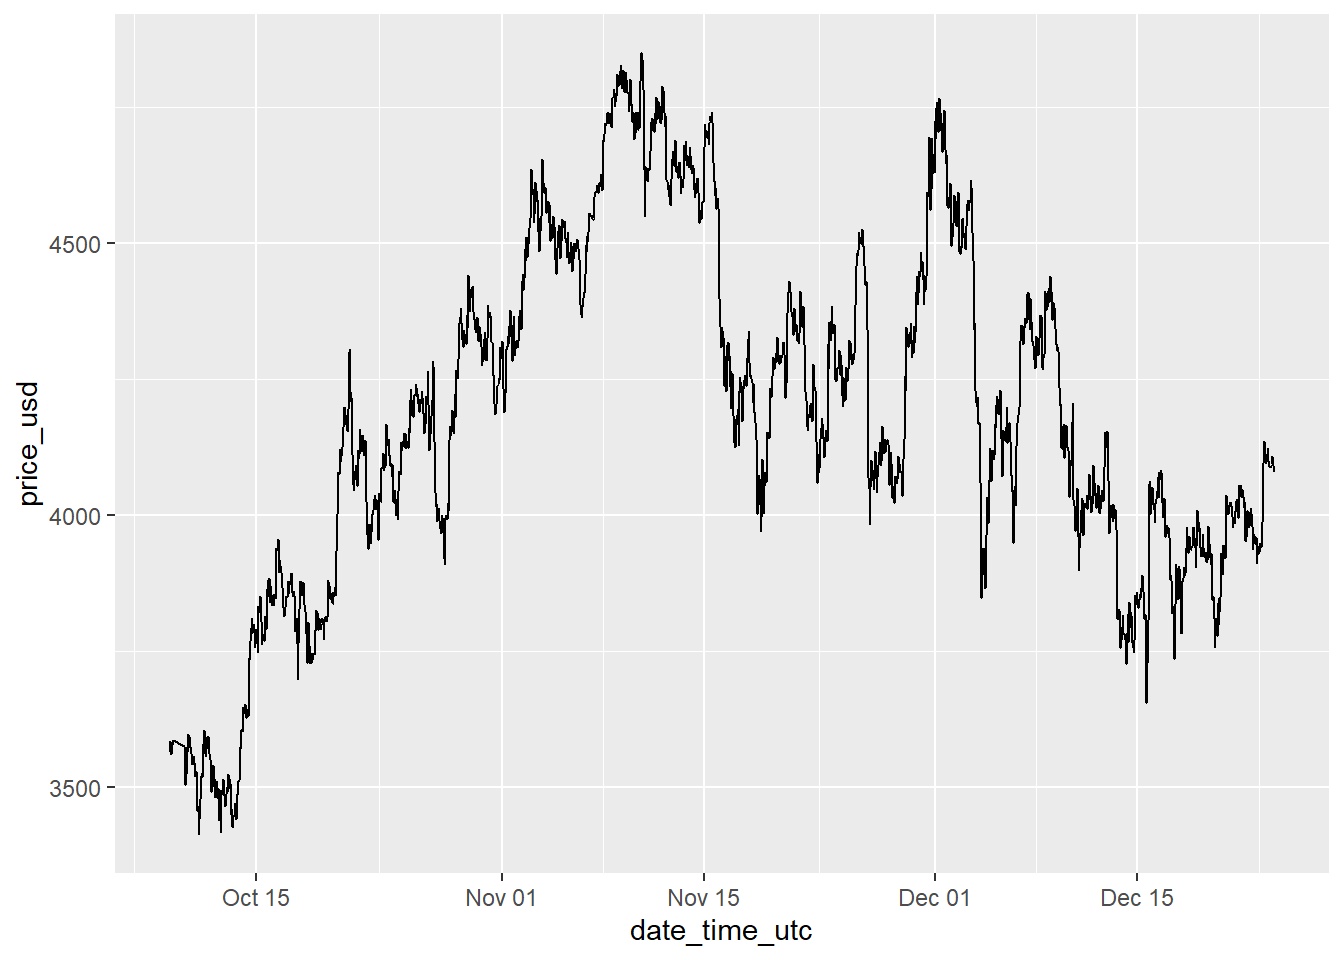 price_usd
4500
4000
3500
Oct 15
Nov 01
Nov 15
Dec 01
Dec 15
date_time_utc